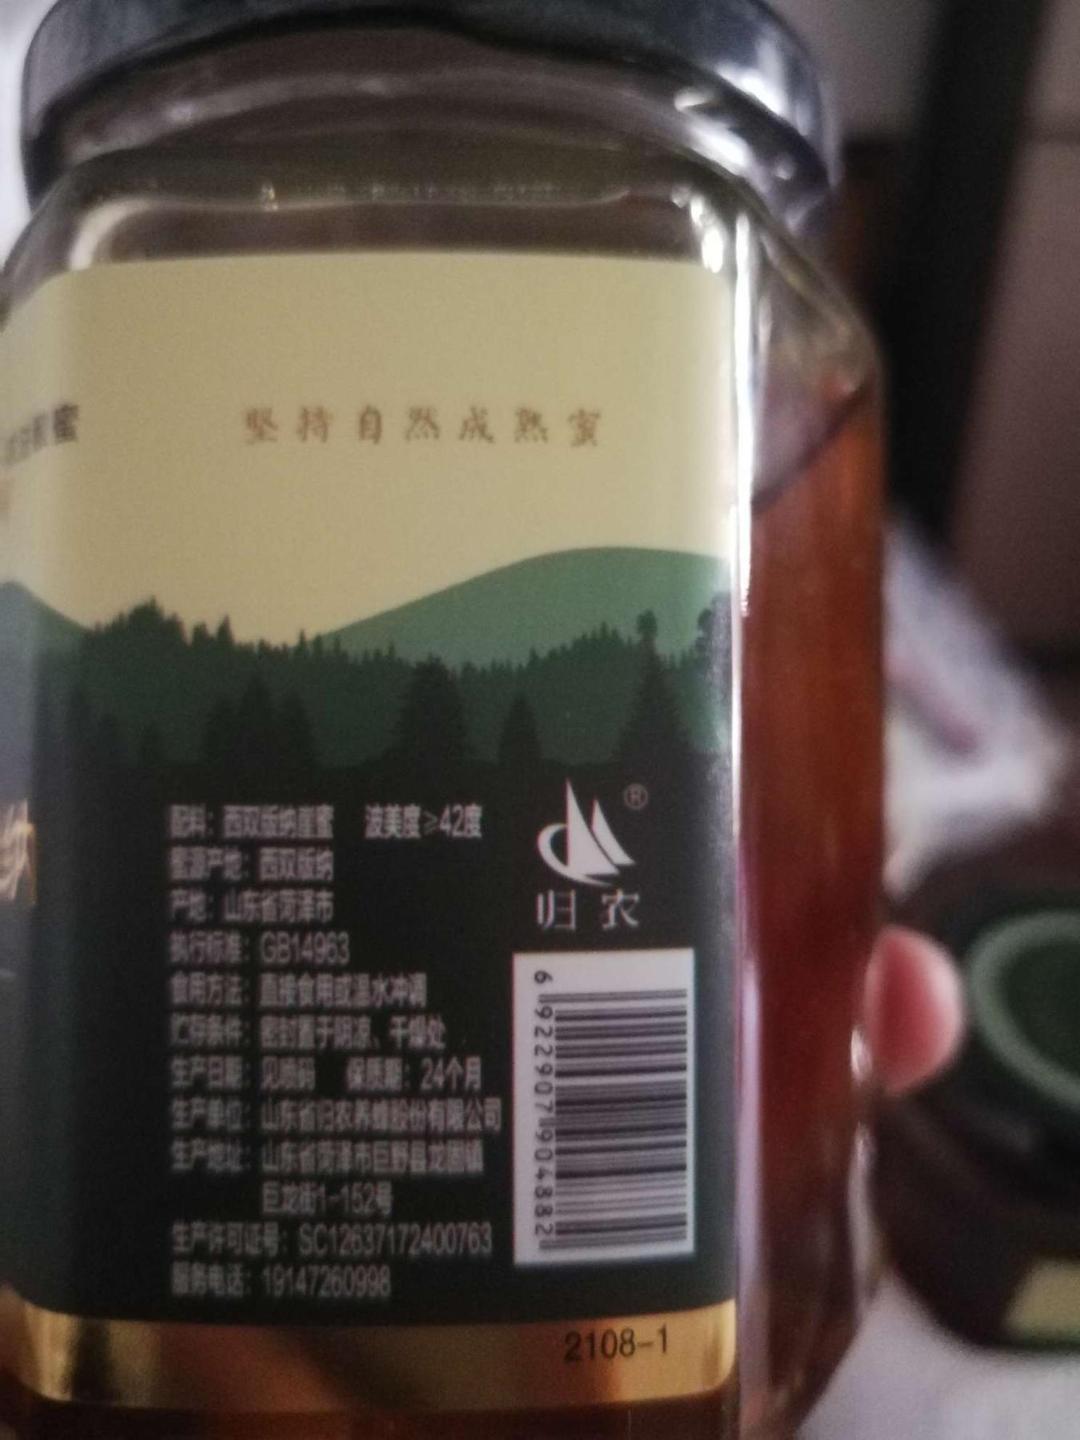 蜜
坚持自然成熟蜜
纳
配料：西双版纳崖蜜 波美度≥42度
蜜源产地：西双版纳
产地：山东省菏泽市
执行标准：GB14963
食用方法：直接食用或温水冲调
贮存条件：密封置于阴凉、干燥处
生产日期：见喷码 保质期：24个月
生产单位：山东省归农养蜂股份有限公司
生产地址：山东省菏泽市巨野县龙固镇
巨龙街1-152号
生产许可证号：SC12637172400763
服务电话：19147260998
®
归农
6 922907 904882
2108-1